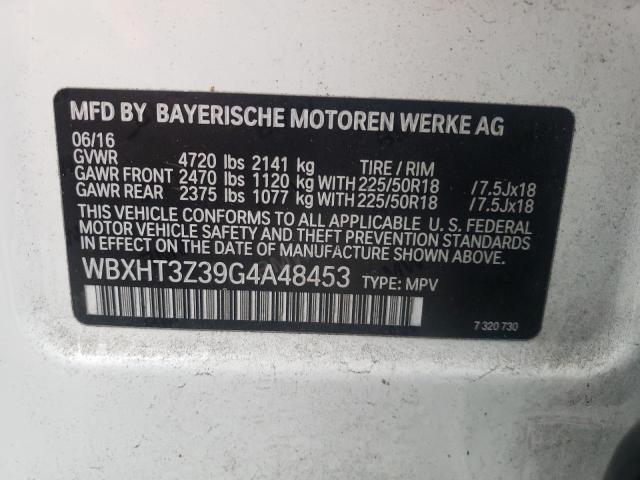 MFD BY BAYERISCHE MOTOREN WERKE AG
06/16
GVWR 4720 lbs 2141 kg TIRE / RIM
GAWR FRONT 2470 lbs 1120 kg WITH 225/50R18 /7.5Jx18
GAWR REAR 2375 lbs 1077 kg WITH 225/50R18 /7.5Jx18
THIS VEHICLE CONFORMS TO ALL APPLICABLE U. S. FEDERAL
MOTOR VEHICLE SAFETY AND THEFT PREVENTION STANDARDS
IN EFFECT ON THE DATE OF MANUFACTURE SHOWN ABOVE.
WBXHT3Z39G4A48453 TYPE: MPV
7 320 730